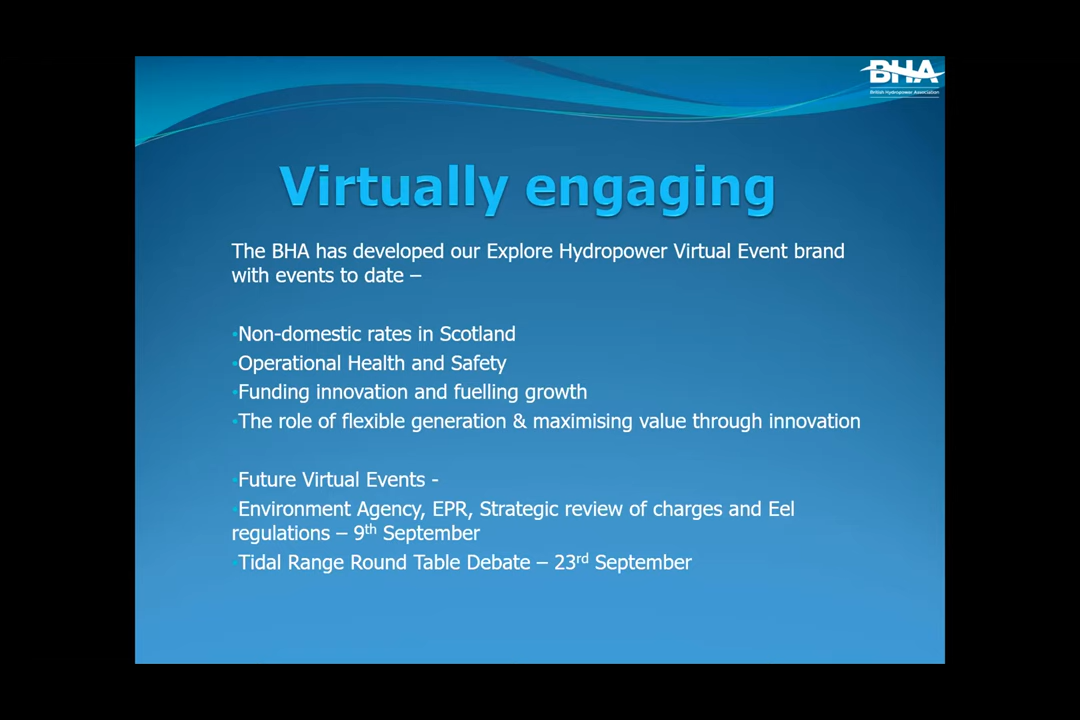 BHA
British Hydropower Association
Virtually engaging
The BHA has developed our Explore Hydropower Virtual Event brand
with events to date –
•Non-domestic rates in Scotland
•Operational Health and Safety
•Funding innovation and fuelling growth
•The role of flexible generation & maximising value through innovation
•Future Virtual Events -
•Environment Agency, EPR, Strategic review of charges and Eel
regulations – 9th September
•Tidal Range Round Table Debate – 23rd September